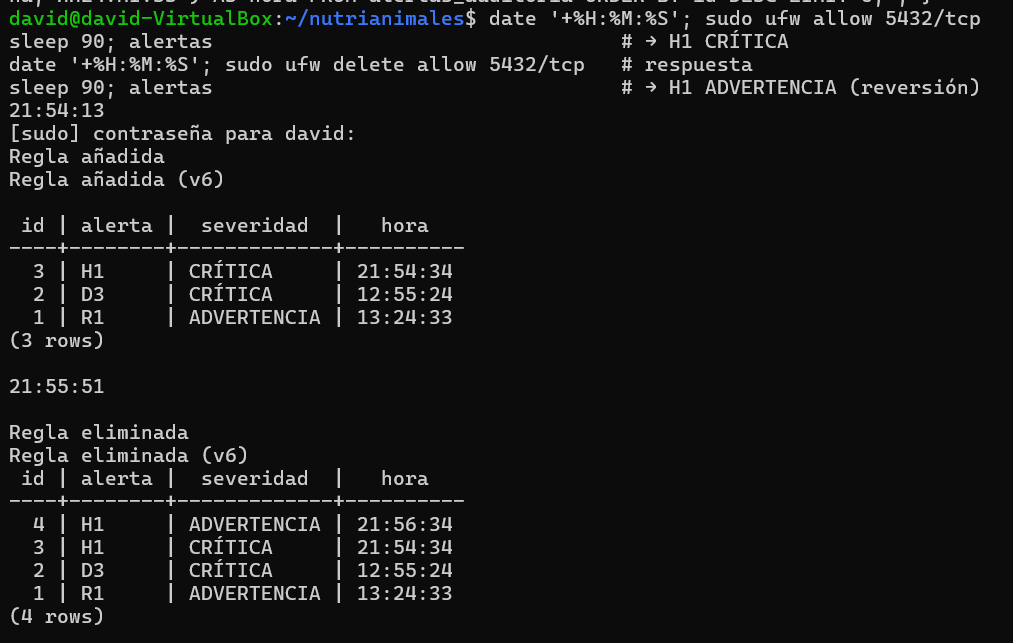 david@david-VirtualBox:~/nutrianimales$ date '+%H:%M:%S'; sudo ufw allow 5432/tcp
sleep 90; alertas # → H1 CRÍTICA
date '+%H:%M:%S'; sudo ufw delete allow 5432/tcp # respuesta
sleep 90; alertas # → H1 ADVERTENCIA (reversión)
21:54:13
[sudo] contraseña para david:
Regla añadida
Regla añadida (v6)
id | alerta | severidad | hora
----+--------+-------------+----------
3 | H1 | CRÍTICA | 21:54:34
2 | D3 | CRÍTICA | 12:55:24
1 | R1 | ADVERTENCIA | 13:24:33
(3 rows)
21:55:51
Regla eliminada
Regla eliminada (v6)
id | alerta | severidad | hora
----+--------+-------------+----------
4 | H1 | ADVERTENCIA | 21:56:34
3 | H1 | CRÍTICA | 21:54:34
2 | D3 | CRÍTICA | 12:55:24
1 | R1 | ADVERTENCIA | 13:24:33
(4 rows)